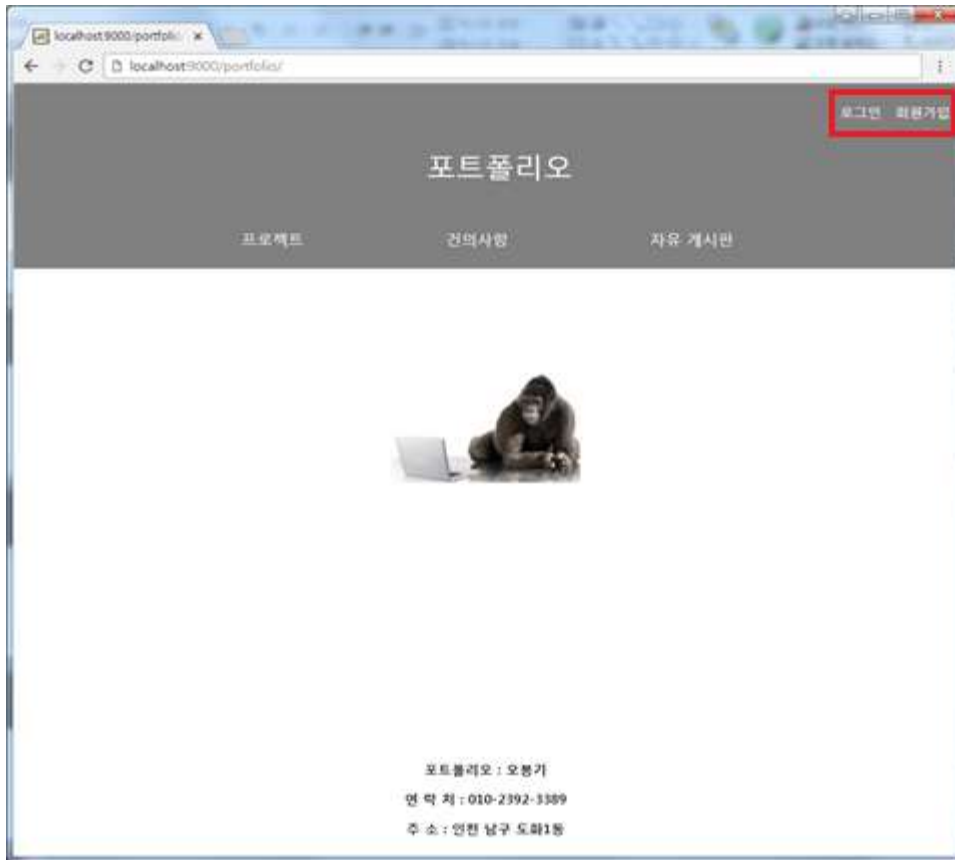 localhost:9000/portfolio
localhost:9000/portfolio/
로그인 회원가입
포트폴리오
프로젝트 건의사항 자유 게시판
포트폴리오 : 오봉기
연 락 처 : 010-2392-3389
주 소 : 인천 남구 도화1동